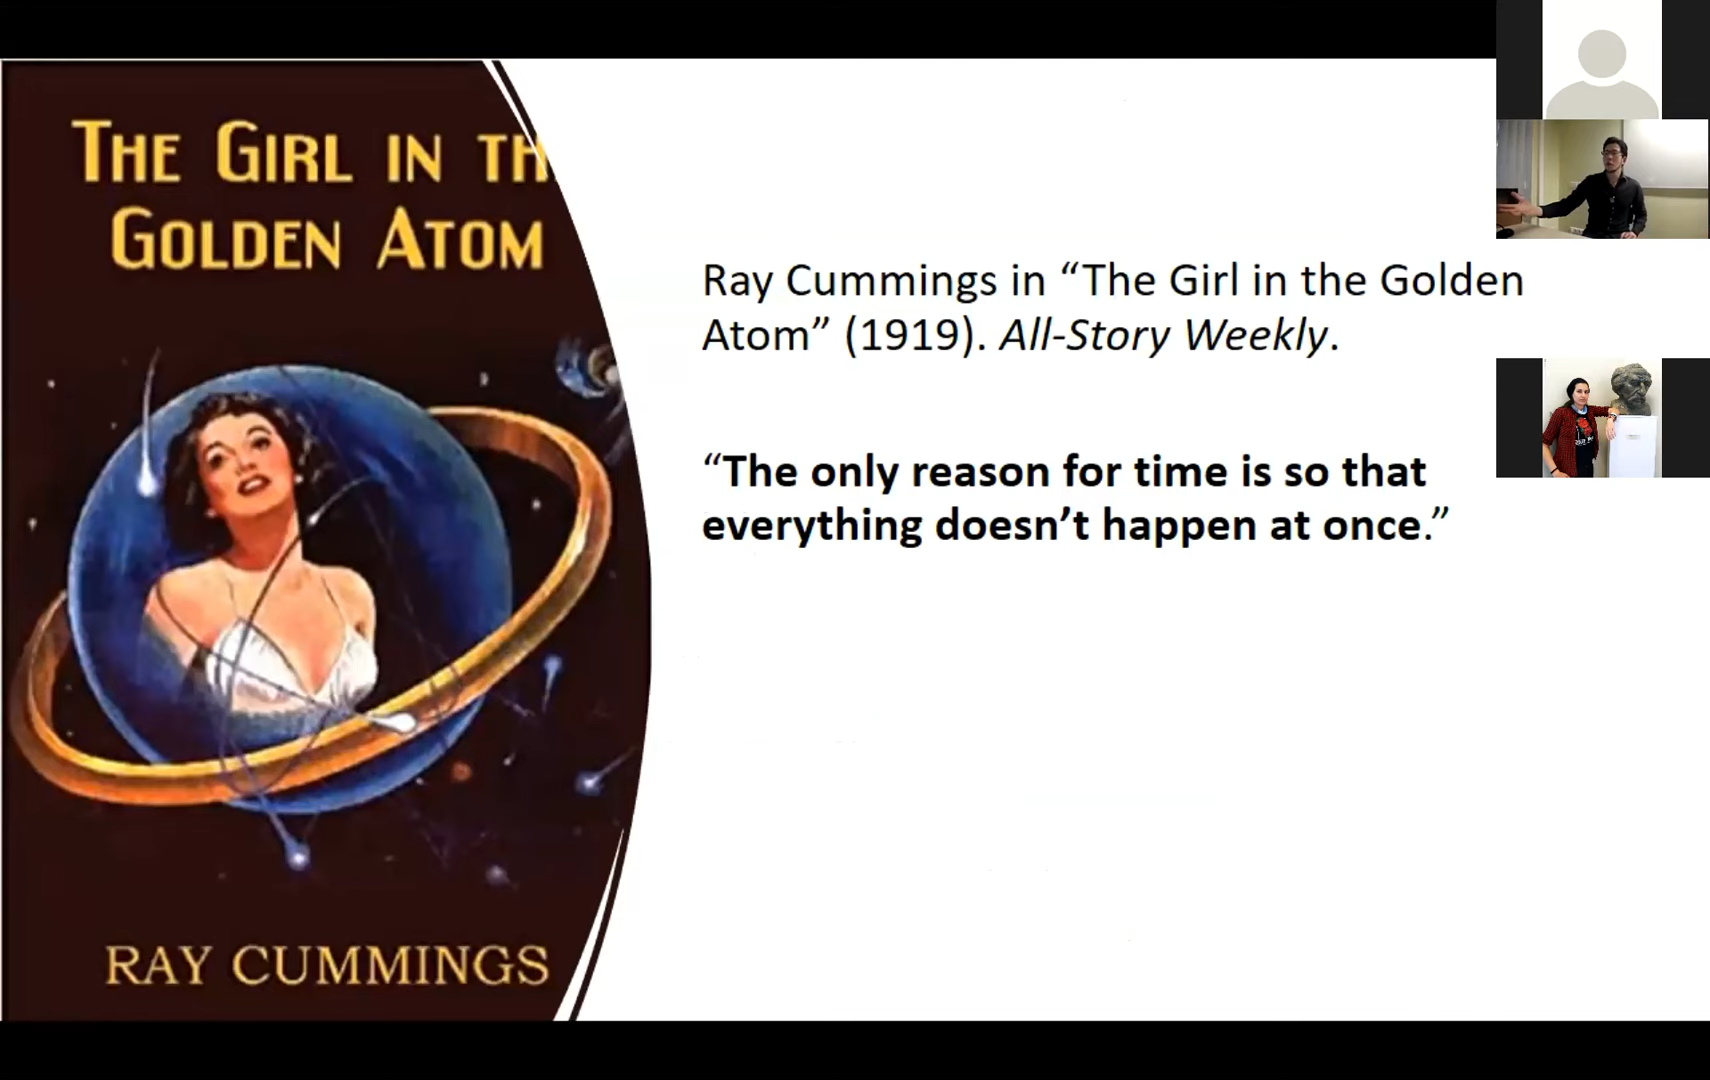 THE GIRL IN TH
GOLDEN ATOM
RAY CUMMINGS
Ray Cummings in “The Girl in the Golden
Atom” (1919). All-Story Weekly.
“The only reason for time is so that
everything doesn’t happen at once.”